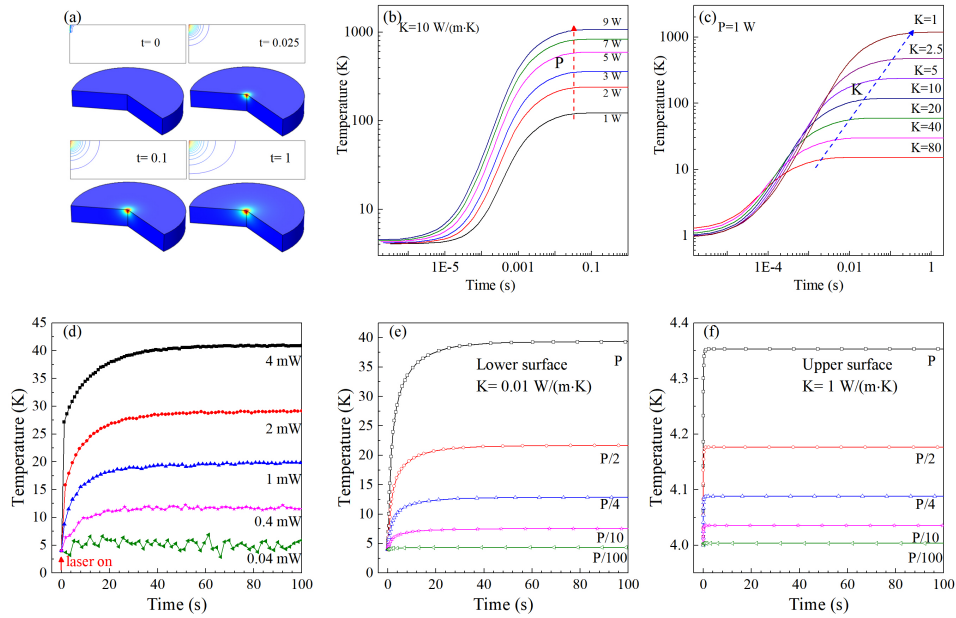 (a)
t= 0
t= 0.025
t= 0.1
t= 1
(b)
K=10 W/(m·K)
9 W
7 W
5 W
3 W
2 W
1 W
P
1000
100
10
Temperature (K)
1E-5
0.001
0.1
Time (s)
(c)
P=1 W
K=1
K=2.5
K=5
K=10
K=20
K=40
K=80
K
1000
100
10
1
Temperature (K)
1E-4
0.01
1
Time (s)
(d)
45
40
35
30
25
20
15
10
5
0
Temperature (K)
4 mW
2 mW
1 mW
0.4 mW
0.04 mW
laser on
0
20
40
60
80
100
Time (s)
(e)
Lower surface
K= 0.01 W/(m·K)
P
P/2
P/4
P/10
P/100
40
35
30
25
20
15
10
5
0
Temperature (K)
0
20
40
60
80
100
Time (s)
(f)
Upper surface
K= 1 W/(m·K)
P
P/2
P/4
P/10
P/100
4.4
4.3
4.2
4.1
4.0
Temperature (K)
0
20
40
60
80
100
Time (s)